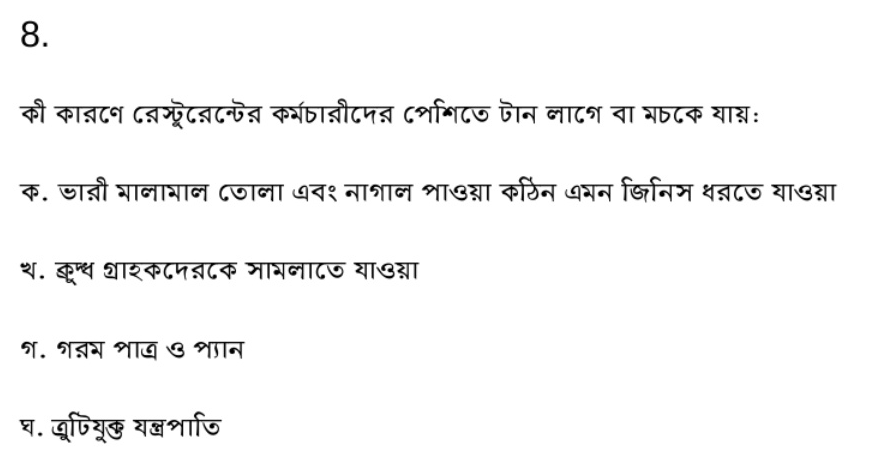 8.
কী কারণে রেস্টুরেন্টের কর্মচারীদের পেশিতে টান লাগে বা মচকে যায়:
ক. ভারী মালামাল তোলা এবং নাগাল পাওয়া কঠিন এমন জিনিস ধরতে যাওয়া
খ. ক্রূদ্ধ গ্রাহকদেরকে সামলাতে যাওয়া
গ. গরম পাত্র ও প্যান
ঘ. ত্রুটিযুক্ত যন্ত্রপাতি